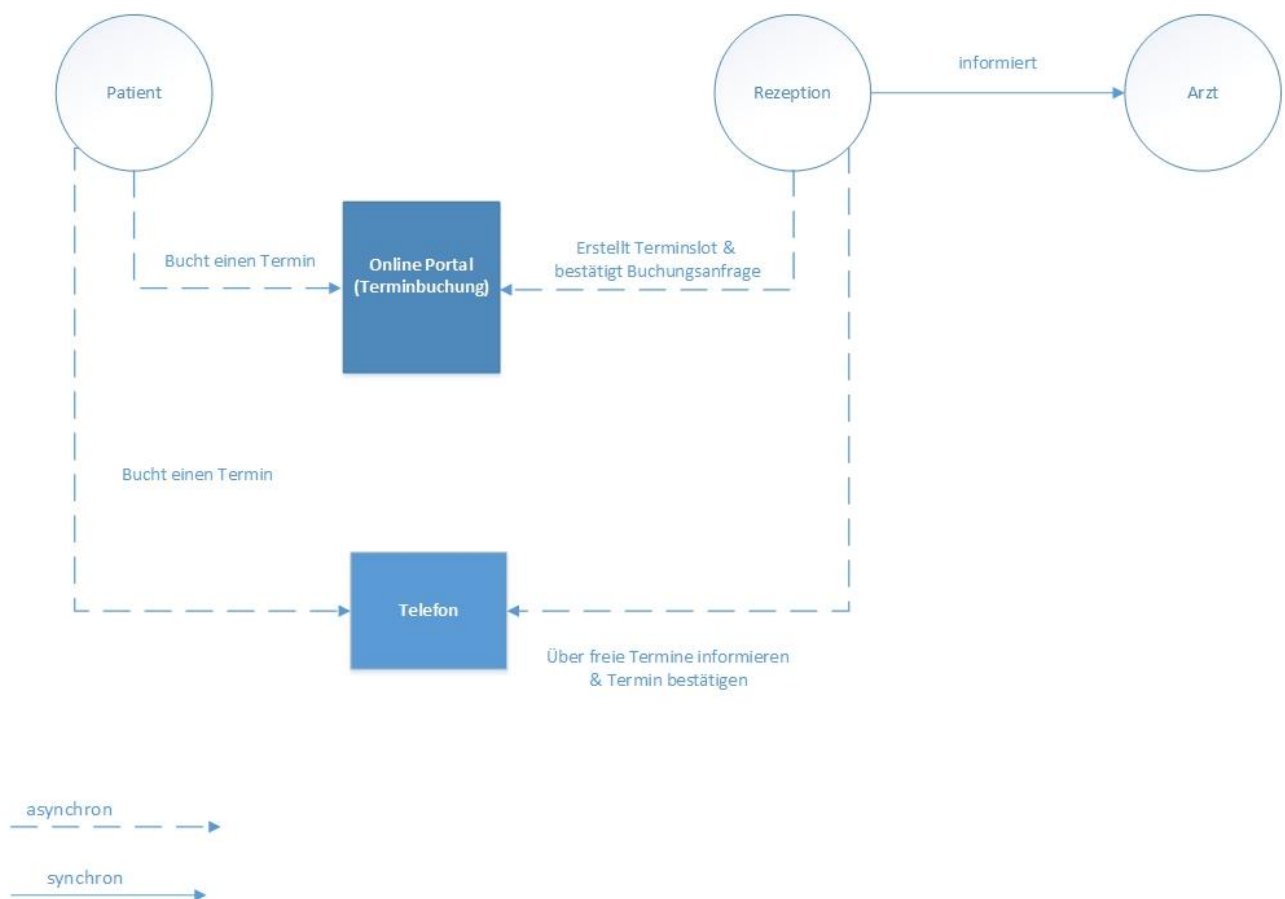 Patient
Rezeption
informiert
Arzt
Bucht einen Termin
Online Portal
(Terminbuchung)
Erstellt Terminslot &
bestätigt Buchungsanfrage
Bucht einen Termin
Telefon
Über freie Termine informieren
& Termin bestätigen
asynchron
synchron